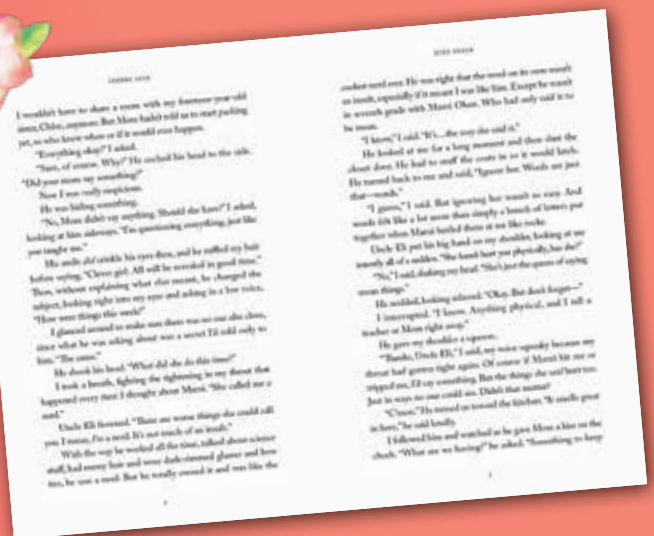 I wouldn't have to share a room with my fourteen-year-old
sister, Chloe, anymore. But Mom hadn't told us to start packing
yet, so who knew when or if it would ever happen.
"Everything okay?" I asked.
"Sure, of course. Why?" He cocked his head to the side.
"Did your mom say something?"
Now I was really suspicious.
He was hiding something.
"No, Mom didn't say anything. Should she have?" I asked,
looking at him sideways. "I'm questioning everything, just like
you taught me."
His smile did crinkle his eyes then, and he ruffled my hair
before saying, "Clever girl. All will be revealed in good time."
Then, without explaining what that meant, he changed the
subject, looking right into my eyes and asking in a low voice,
"How were things this week?"
I glanced around to make sure there was no one else close,
since what he was asking about was a secret I'd told only to
him. "The same."
He shook his head. "What did she do this time?"
I took a breath, fighting the tightening in my throat that
happened every time I thought about Marni. "She called me a
nerd."
Uncle Eli frowned. "There are worse things she could call
you. I mean, I'm a nerd. It's not much of an insult."
With the way he worked all the time, talked about science
stuff, had messy hair and wore dark-rimmed glasses and bow
ties, he was a nerd. But he totally owned it and was like the
coolest nerd ever. He was right that the word on its own wasn't
an insult, especially if it meant I was like him. Except he wasn't
in seventh grade with Marni Olsen. Who had only said it to
be mean.
"I know," I said. "It's...the way she said it."
He looked at me for a long moment and then shut the
closet door. He had to stuff the coats in so it would latch.
He turned back to me and said, "Ignore her. Words are just
that—words."
"I guess," I said. But ignoring her wasn't so easy. And
words felt like a lot more than simply a bunch of letters put
together when Marni hurled them at me like rocks.
Uncle Eli put his big hand on my shoulder, looking at me
intently all of a sudden. "She hasn't hurt you physically, has she?"
"No," I said, shaking my head. "She's just the queen of saying
mean things."
He nodded, looking relieved. "Okay. But don't forget—"
I interrupted. "I know. Anything physical, and I tell a
teacher or Mom right away."
He gave my shoulder a squeeze.
"Thanks, Uncle Eli," I said, my voice squeaky because my
throat had gotten tight again. Of course if Marni hit me or
tripped me, I'd say something. But the things she said hurt too.
Just in ways no one could see. Didn't that matter?
"C'mon." He turned us toward the kitchen. "It smells great
in here," he said loudly.
I followed him and watched as he gave Mom a kiss on the
cheek. "What are we having?" he asked. "Something to keep